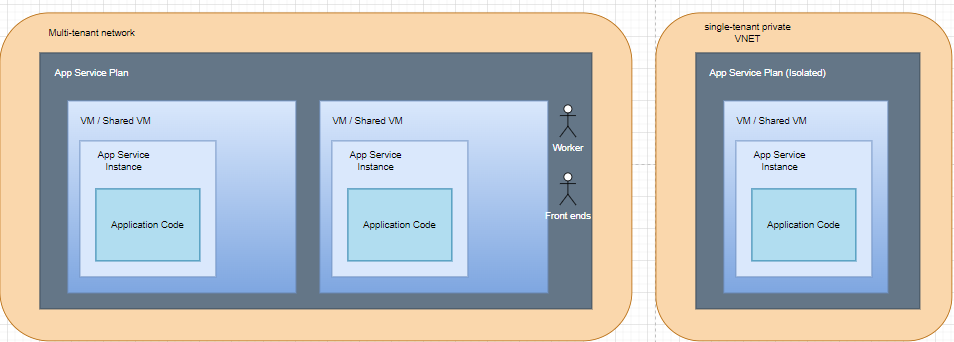 Multi-tenant network
App Service Plan
VM / Shared VM
App Service
Instance
Application Code
VM / Shared VM
App Service
Instance
Application Code
Worker
Front ends
single-tenant private
VNET
App Service Plan (Isolated)
VM / Shared VM
App Service
Instance
Application Code